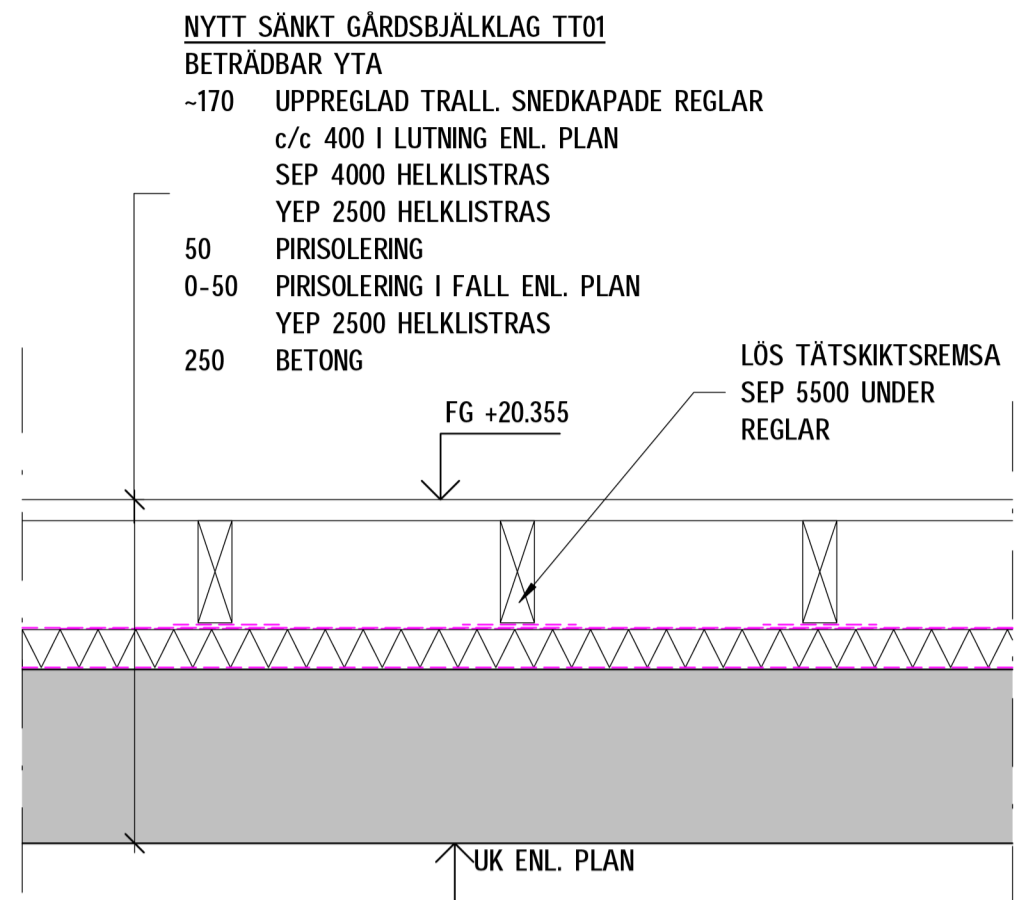 NYTT SÄNKT GÅRDSBJÄLKLAG TT01
BETRÄDBAR YTA
~170 UPPREGLAD TRALL. SNEDKAPADE REGLAR
c/c 400 I LUTNING ENL. PLAN
SEP 4000 HELKLISTRAS
YEP 2500 HELKLISTRAS
50 PIRISOLERING
0-50 PIRISOLERING I FALL ENL. PLAN
YEP 2500 HELKLISTRAS
250 BETONG
LÖS TÄTSKIKTSREMSA
SEP 5500 UNDER
REGLAR
FG +20.355
UK ENL. PLAN